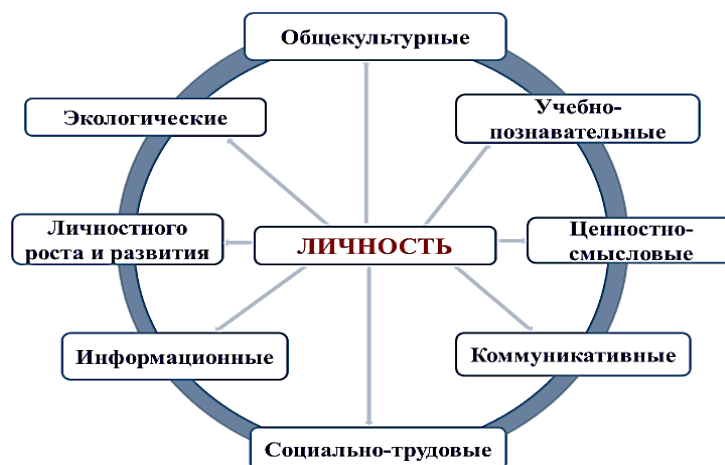 Общекультурные
Экологические
Учебно-
познавательные
Личностного
роста и развития
ЛИЧНОСТЬ
Ценностно-
смысловые
Информационные
Коммуникативные
Социально-трудовые